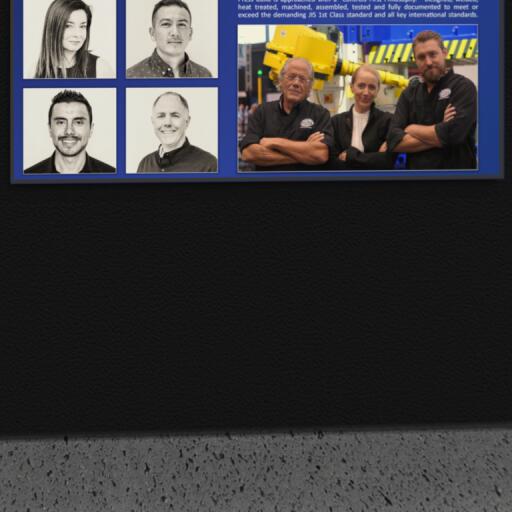 heat treated, machined, assembled, tested and fully documented to meet or
exceed the demanding JIS 1st Class standard and all key international standards.